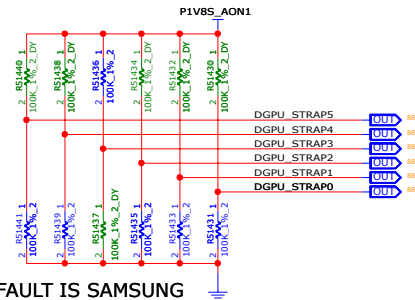 P1V8S_AON1
R51440 1 2 100K_1%_2_DY
R51438 1 2 100K_1%_2_DY
R51436 1 2 100K_1%_2
R51434 1 2 100K_1%_2_DY
R51432 1 2 100K_1%_2_DY
R51430 1 2 100K_1%_2_DY
DGPU_STRAP5 OUT 88
DGPU_STRAP4 OUT 88
DGPU_STRAP3 OUT 88
DGPU_STRAP2 OUT 88
DGPU_STRAP1 OUT 88
DGPU_STRAP0 OUT 88
R51441 1 2 100K_1%_2
R51439 1 2 100K_1%_2
R51437 1 2 100K_1%_2_DY
R51435 1 2 100K_1%_2
R51433 1 2 100K_1%_2
R51431 1 2 100K_1%_2
FAULT IS SAMSUNG